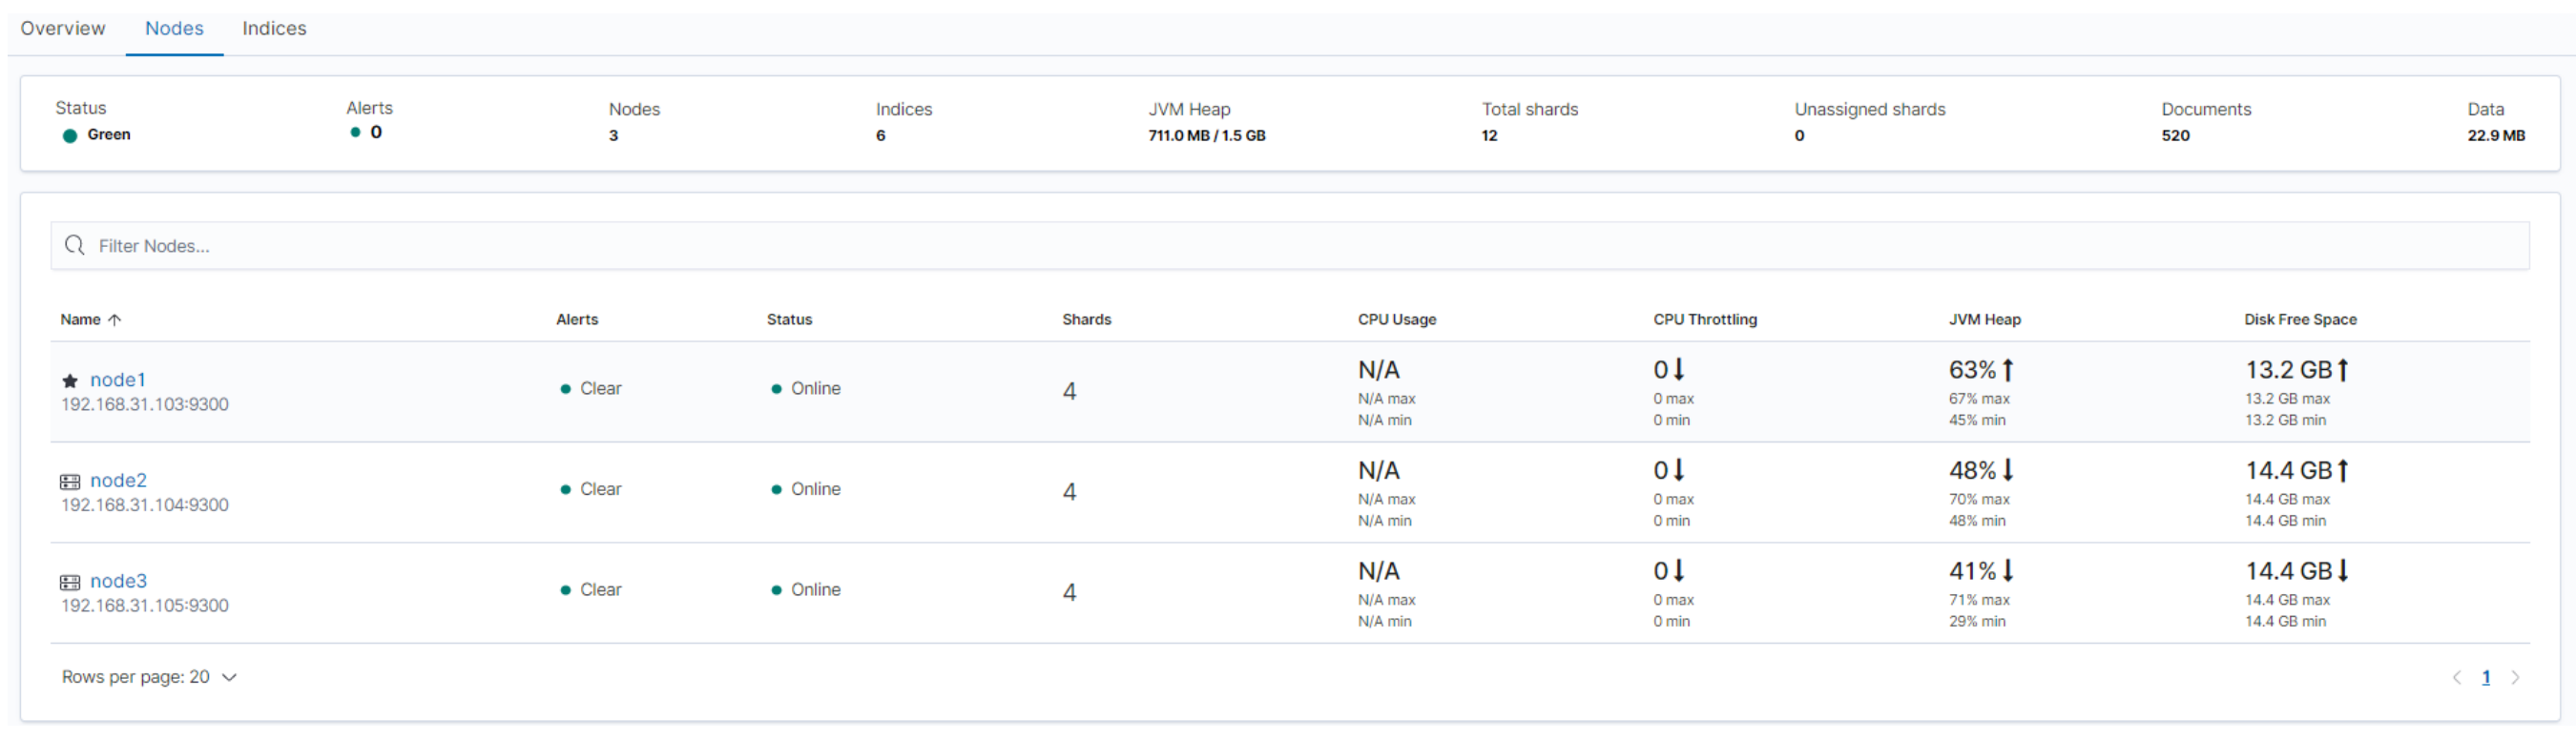 Overview Nodes Indices
Status Alerts Nodes Indices JVM Heap Total shards Unassigned shards Documents Data
Green 0 3 6 711.0 MB / 1.5 GB 12 0 520 22.9 MB
Filter Nodes...
Name ↑ Alerts Status Shards CPU Usage CPU Throttling JVM Heap Disk Free Space
node1 Clear Online 4 N/A 0↓ 63%↑ 13.2 GB↑
192.168.31.103:9300 N/A max 0 max 67% max 13.2 GB max
N/A min 0 min 45% min 13.2 GB min
node2 Clear Online 4 N/A 0↓ 48%↓ 14.4 GB↑
192.168.31.104:9300 N/A max 0 max 70% max 14.4 GB max
N/A min 0 min 48% min 14.4 GB min
node3 Clear Online 4 N/A 0↓ 41%↓ 14.4 GB↓
192.168.31.105:9300 N/A max 0 max 71% max 14.4 GB max
N/A min 0 min 29% min 14.4 GB min
Rows per page: 20 1